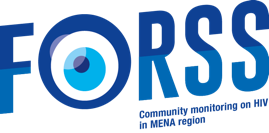 FORSS
Community monitoring on HIV
in MENA region